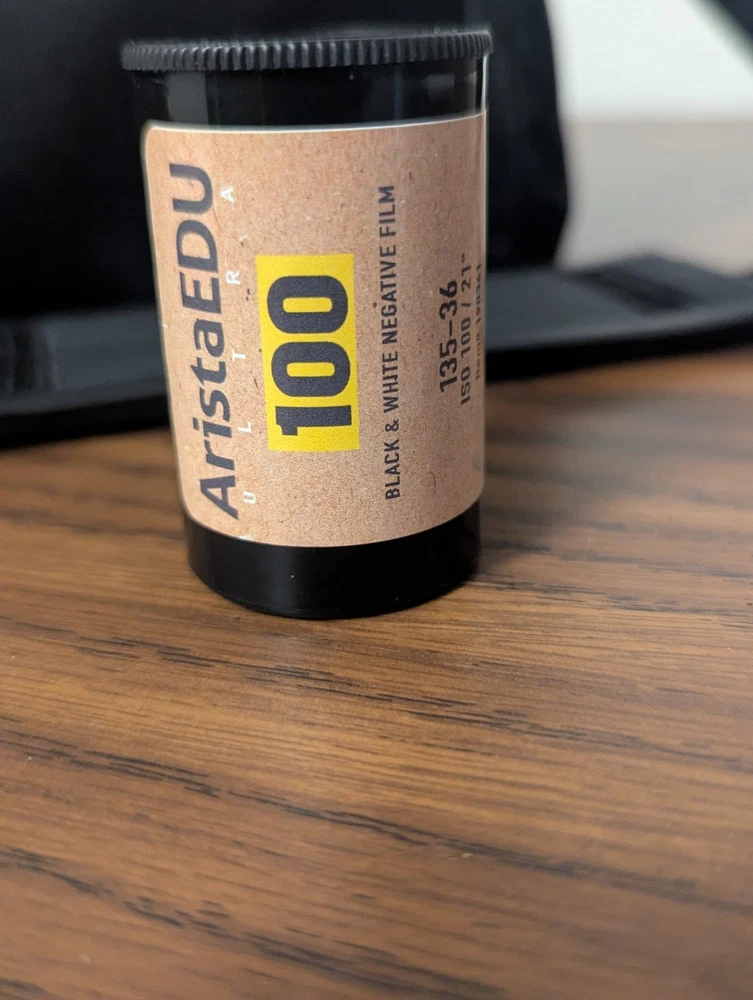 AristaEDU
ULTRA
100
BLACK & WHITE NEGATIVE FILM
135-36
ISO 100 / 21°